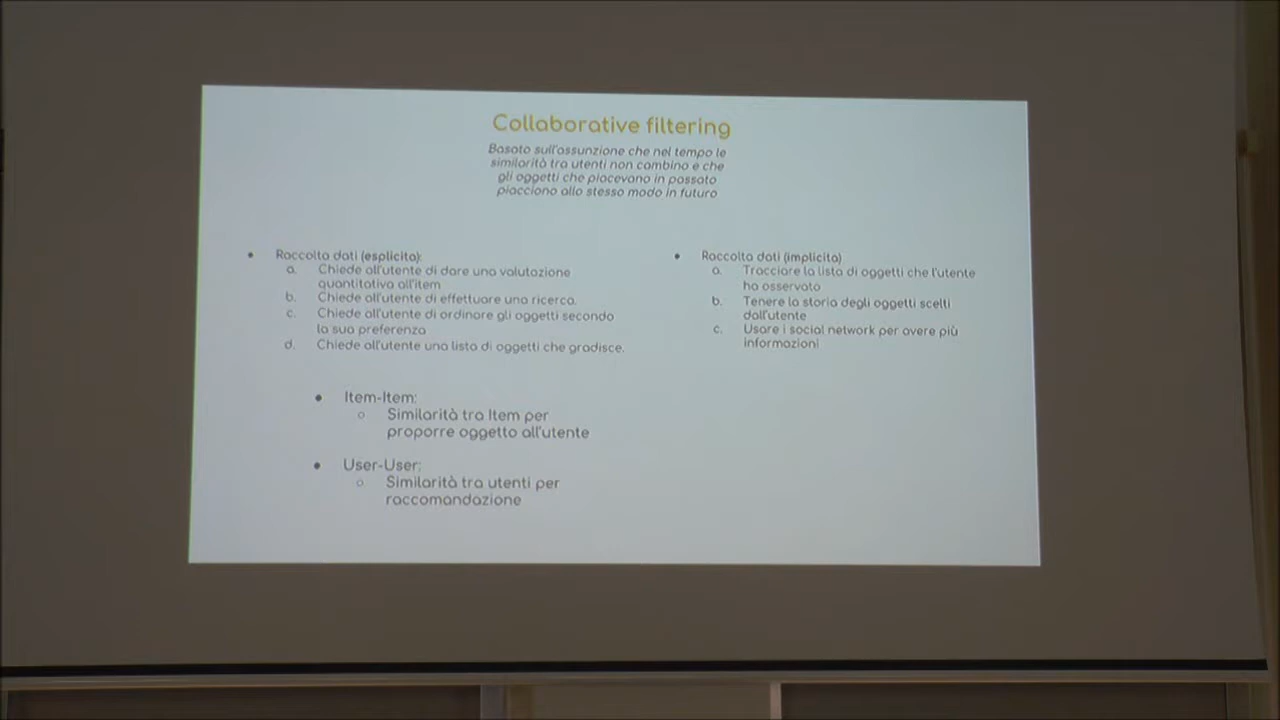 Collaborative filtering
Basato sull'assunzione che nel tempo le
similarità tra utenti non cambino e che
gli oggetti che piacevano in passato
piacciono allo stesso modo in futuro
• Raccolta dati (esplicita):
a. Chiede all'utente di dare una valutazione
quantitativa all'item
b. Chiede all'utente di effettuare una ricerca.
c. Chiede all'utente di ordinare gli oggetti secondo
la sua preferenza
d. Chiede all'utente una lista di oggetti che gradisce.
• Item-Item:
○ Similarità tra Item per
proporre oggetto all'utente
• User-User:
○ Similarità tra utenti per
raccomandazione
• Raccolta dati (implicita)
a. Tracciare la lista di oggetti che l'utente
ha osservato
b. Tenere la storia degli oggetti scelti
dall'utente
c. Usare i social network per avere più
informazioni